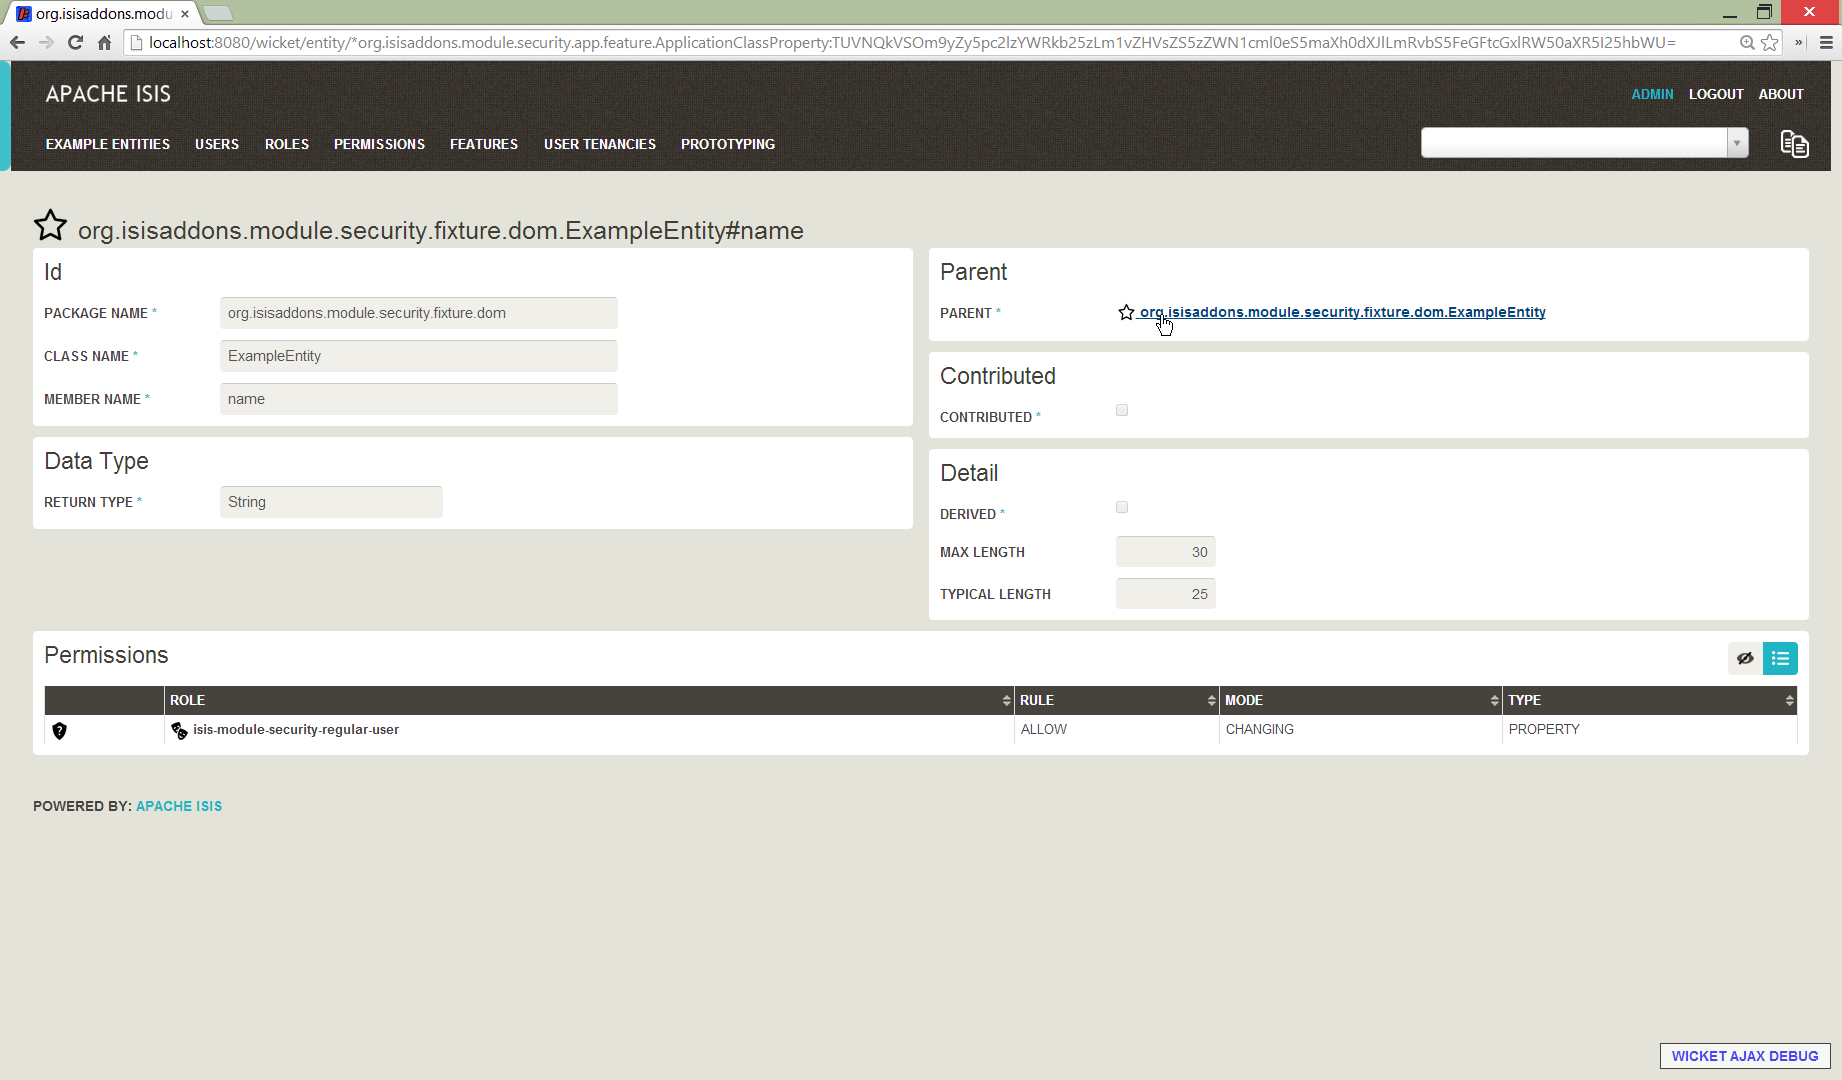 org.isisaddons.modu
localhost:8080/wicket/entity/*org.isisaddons.module.security.app.feature.ApplicationClassProperty:TUVNQkVSOm9yZy5pc2lzYWRkb25zLm1vZHVsZS5zZWN1cml0eS5maXh0dXJlLmRvbS5FeGFtcGxlRW50aXR5I25hbWU=
APACHE ISIS
ADMIN LOGOUT ABOUT
EXAMPLE ENTITIES USERS ROLES PERMISSIONS FEATURES USER TENANCIES PROTOTYPING
org.isisaddons.module.security.fixture.dom.ExampleEntity#name
Id
PACKAGE NAME * org.isisaddons.module.security.fixture.dom
CLASS NAME * ExampleEntity
MEMBER NAME * name
Data Type
RETURN TYPE * String
Parent
PARENT * org.isisaddons.module.security.fixture.dom.ExampleEntity
Contributed
CONTRIBUTED *
Detail
DERIVED *
MAX LENGTH 30
TYPICAL LENGTH 25
Permissions
ROLE RULE MODE TYPE
isis-module-security-regular-user ALLOW CHANGING PROPERTY
POWERED BY: APACHE ISIS
WICKET AJAX DEBUG